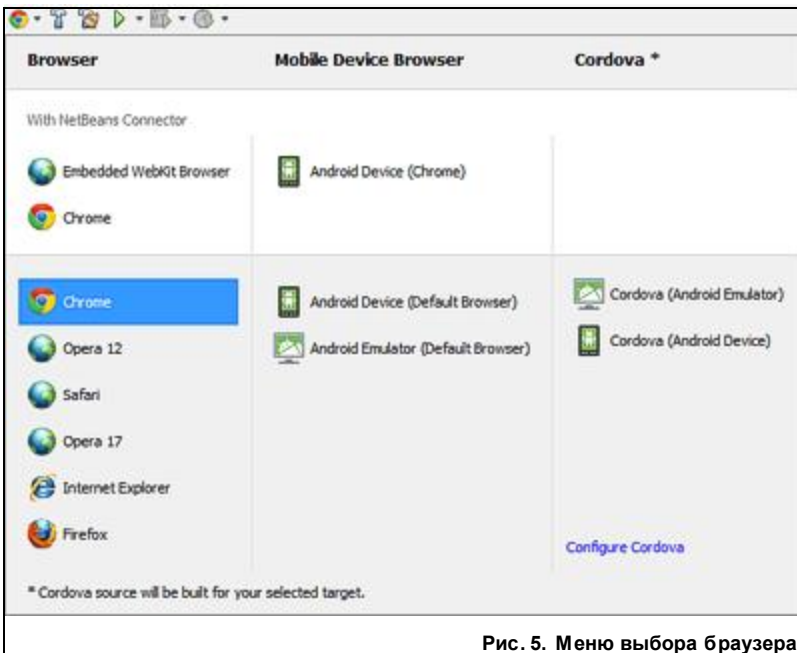 Browser Mobile Device Browser Cordova *
With NetBeans Connector
Embedded WebKit Browser Android Device (Chrome)
Chrome
Chrome Android Device (Default Browser) Cordova (Android Emulator)
Opera 12 Android Emulator (Default Browser) Cordova (Android Device)
Safari
Opera 17
Internet Explorer
Firefox Configure Cordova
* Cordova source will be built for your selected target.
Рис. 5. Меню выбора браузера